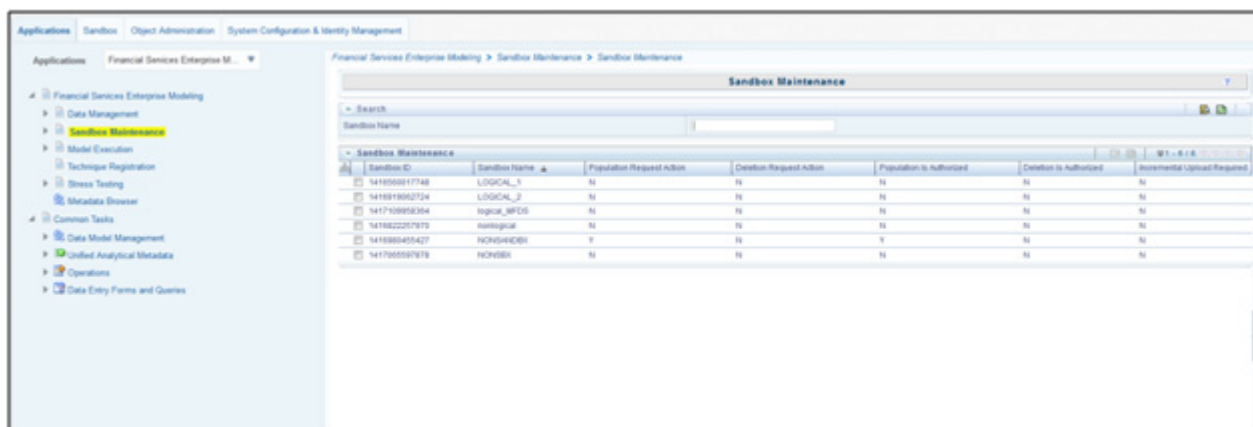 Applications Sandbox Object Administration System Configuration & Identity Management
Applications Financial Services Enterprise M...
Financial Services Enterprise Modeling > Sandbox Maintenance > Sandbox Maintenance
Sandbox Maintenance
?
Financial Services Enterprise Modeling
Data Management
Sandbox Maintenance
Model Execution
Technique Registration
Stress Testing
Metadata Browser
Common Tasks
Data Model Management
Unified Analytical Metadata
Operations
Data Entry Forms and Queries
Search
Sandbox Name
Sandbox Maintenance 1 - 6 / 6
Sandbox ID Sandbox Name Population Request Action Deletion Request Action Population Is Authorized Deletion Is Authorized Incremental Upload Required
LOGICAL_1 N N N N N
LOGICAL_2 N N N N N
logical_MFDS N N N N N
nonlogical N N N N N
Y N Y N N
NONSBX N N N N N